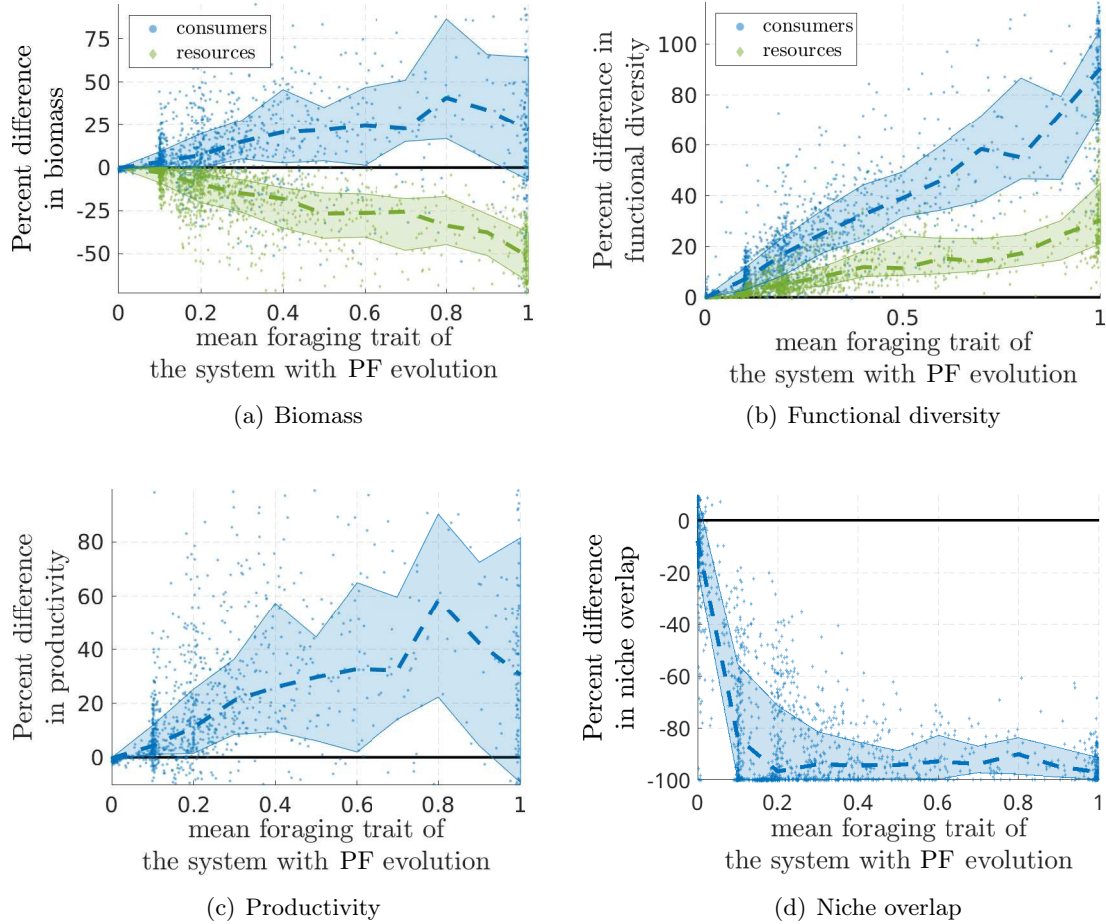 Percent difference
in biomass
consumers
resources
75
50
25
0
-25
-50
0
0.2
0.4
0.6
0.8
1
mean foraging trait of
the system with PF evolution
(a) Biomass
Percent difference in
functional diversity
consumers
resources
100
80
60
40
20
0
0
0.5
1
mean foraging trait of
the system with PF evolution
(b) Functional diversity
Percent difference
in productivity
80
60
40
20
0
0
0.2
0.4
0.6
0.8
1
mean foraging trait of
the system with PF evolution
(c) Productivity
Percent difference
in niche overlap
0
-20
-40
-60
-80
-100
0
0.2
0.4
0.6
0.8
1
mean foraging trait of
the system with PF evolution
(d) Niche overlap